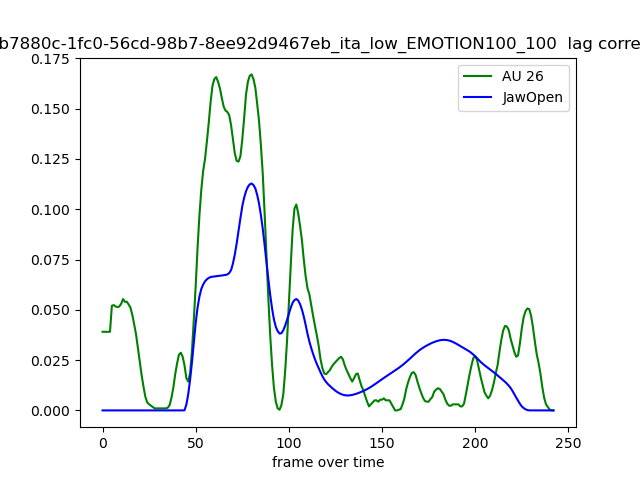 b7880c-1fc0-56cd-98b7-8ee92d9467eb_ita_low_EMOTION100_100 lag corre
0.175
0.150
0.125
0.100
0.075
0.050
0.025
0.000
AU 26
JawOpen
0 50 100 150 200 250
frame over time